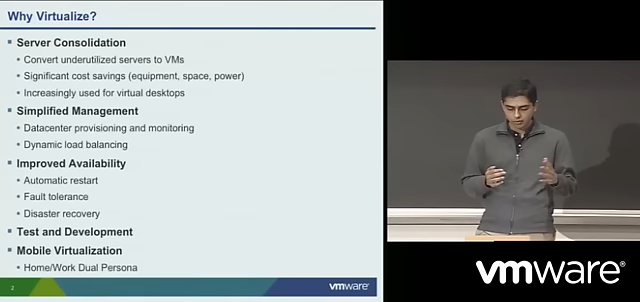 Why Virtualize?
Server Consolidation
Convert underutilized servers to VMs
Significant cost savings (equipment, space, power)
Increasingly used for virtual desktops
Simplified Management
Datacenter provisioning and monitoring
Dynamic load balancing
Improved Availability
Automatic restart
Fault tolerance
Disaster recovery
Test and Development
Mobile Virtualization
Home/Work Dual Persona
2
vmware®
vmware®